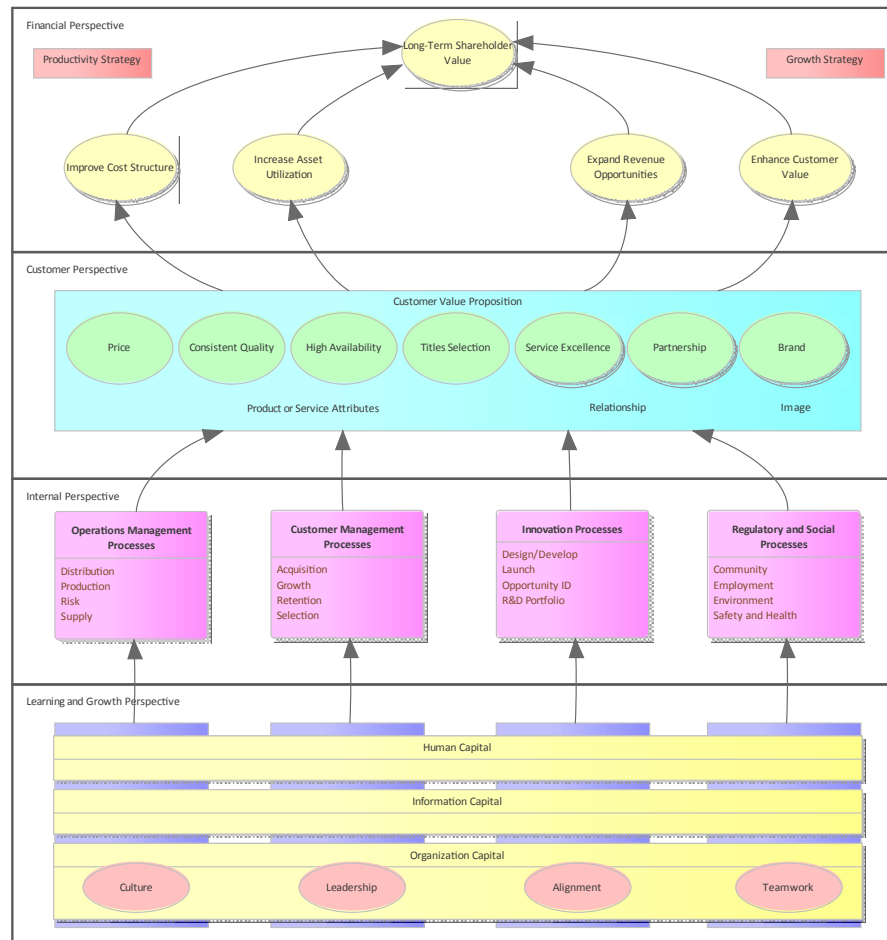 Financial Perspective
Productivity Strategy
Long-Term Shareholder
Value
Growth Strategy
Improve Cost Structure
Increase Asset
Utilization
Expand Revenue
Opportunities
Enhance Customer
Value
Customer Perspective
Customer Value Proposition
Price
Consistent Quality
High Availability
Titles Selection
Service Excellence
Partnership
Brand
Product or Service Attributes
Relationship
Image
Internal Perspective
Operations Management
Processes
Distribution
Production
Risk
Supply
Customer Management
Processes
Acquisition
Growth
Retention
Selection
Innovation Processes
Design/Develop
Launch
Opportunity ID
R&D Portfolio
Regulatory and Social
Processes
Community
Employment
Environment
Safety and Health
Learning and Growth Perspective
Human Capital
Information Capital
Organization Capital
Culture
Leadership
Alignment
Teamwork